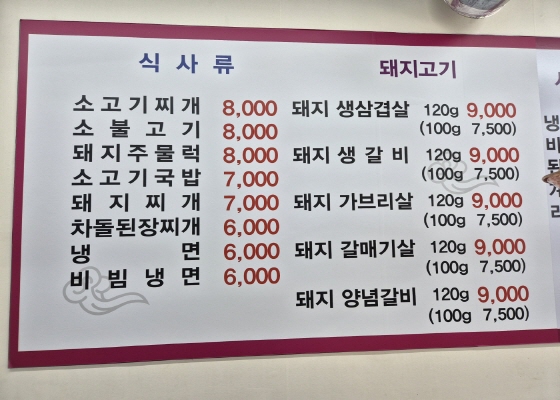 식사류
소고기찌개 8,000
소불고기 8,000
돼지주물럭 8,000
소고기국밥 7,000
돼지찌개 7,000
차돌된장찌개 6,000
냉면 6,000
비빔냉면 6,000
돼지고기
돼지 생삼겹살 120g 9,000
(100g 7,500)
돼지 생갈비 120g 9,000
(100g 7,500)
돼지 가브리살 120g 9,000
(100g 7,500)
돼지 갈매기살 120g 9,000
(100g 7,500)
돼지 양념갈비 120g 9,000
(100g 7,500)